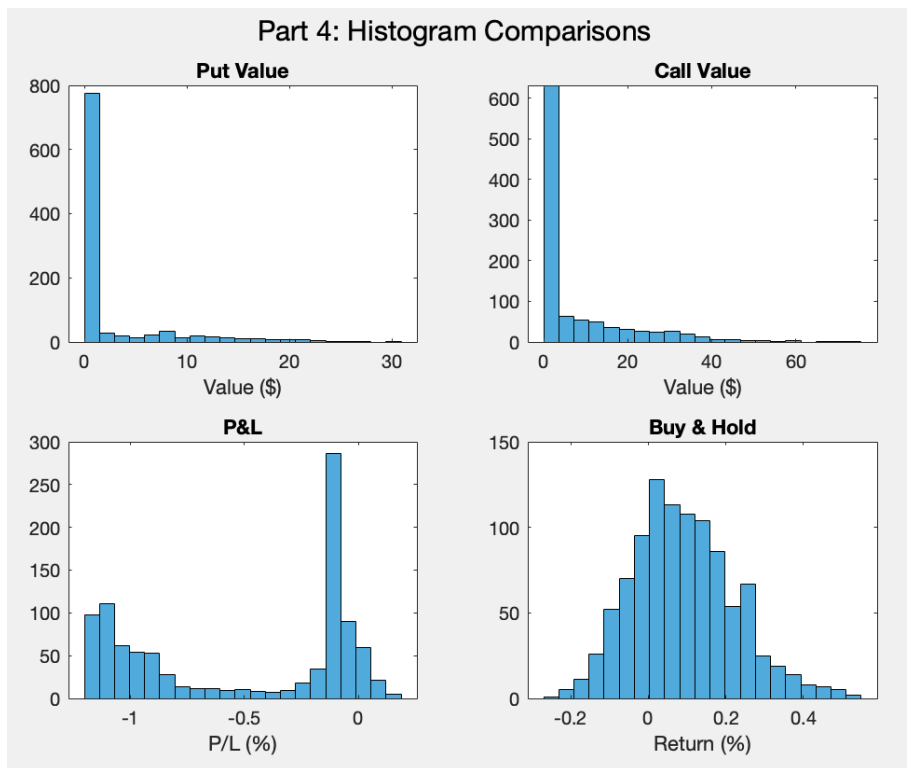 Part 4: Histogram Comparisons
Put Value
800
600
400
200
0
0 10 20 30
Value ($)
Call Value
600
500
400
300
200
100
0
0 20 40 60
Value ($)
P&L
300
250
200
150
100
50
0
-1 -0.5 0
P/L (%)
Buy & Hold
150
100
50
0
-0.2 0 0.2 0.4
Return (%)